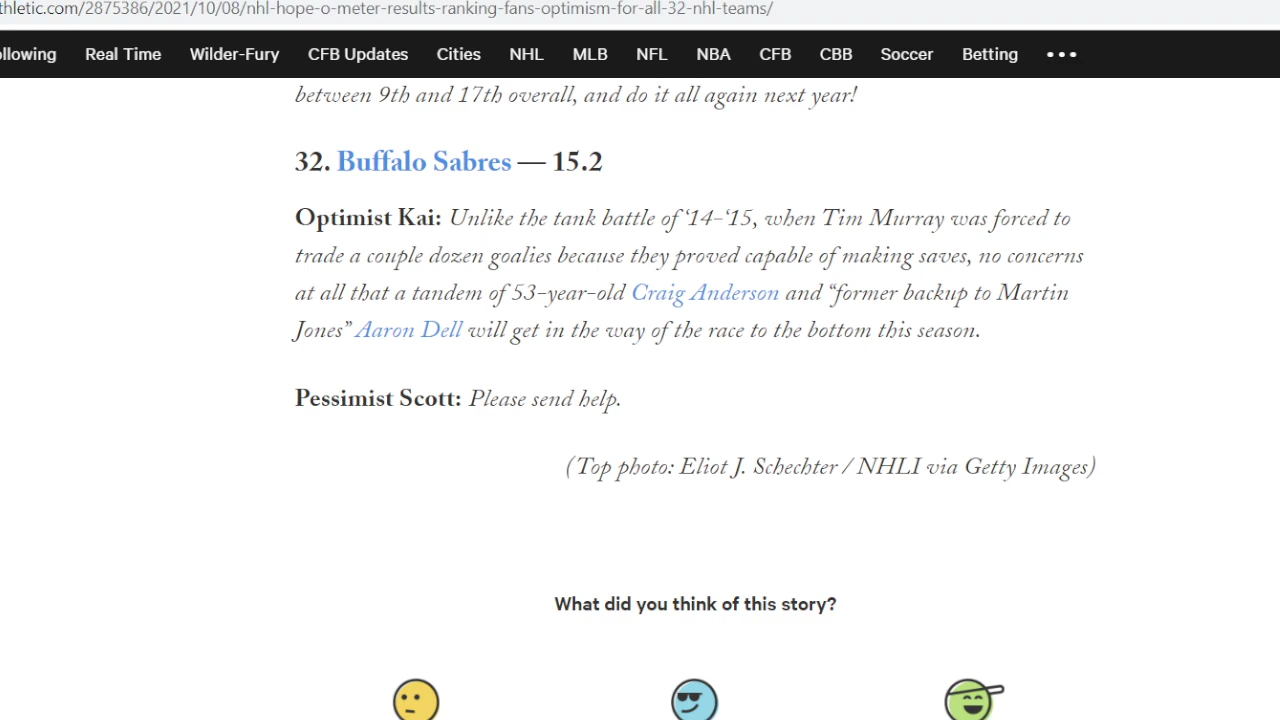 thletic.com/2875386/2021/10/08/nhl-hope-o-meter-results-ranking-fans-optimism-for-all-32-nhl-teams/
ollowing Real Time Wilder-Fury CFB Updates Cities NHL MLB NFL NBA CFB CBB Soccer Betting •••
between 9th and 17th overall, and do it all again next year!
32. Buffalo Sabres — 15.2
Optimist Kai: Unlike the tank battle of ‘14–‘15, when Tim Murray was forced to
trade a couple dozen goalies because they proved capable of making saves, no concerns
at all that a tandem of 53-year-old Craig Anderson and “former backup to Martin
Jones” Aaron Dell will get in the way of the race to the bottom this season.
Pessimist Scott: Please send help.
(Top photo: Eliot J. Schechter / NHLI via Getty Images)
What did you think of this story?